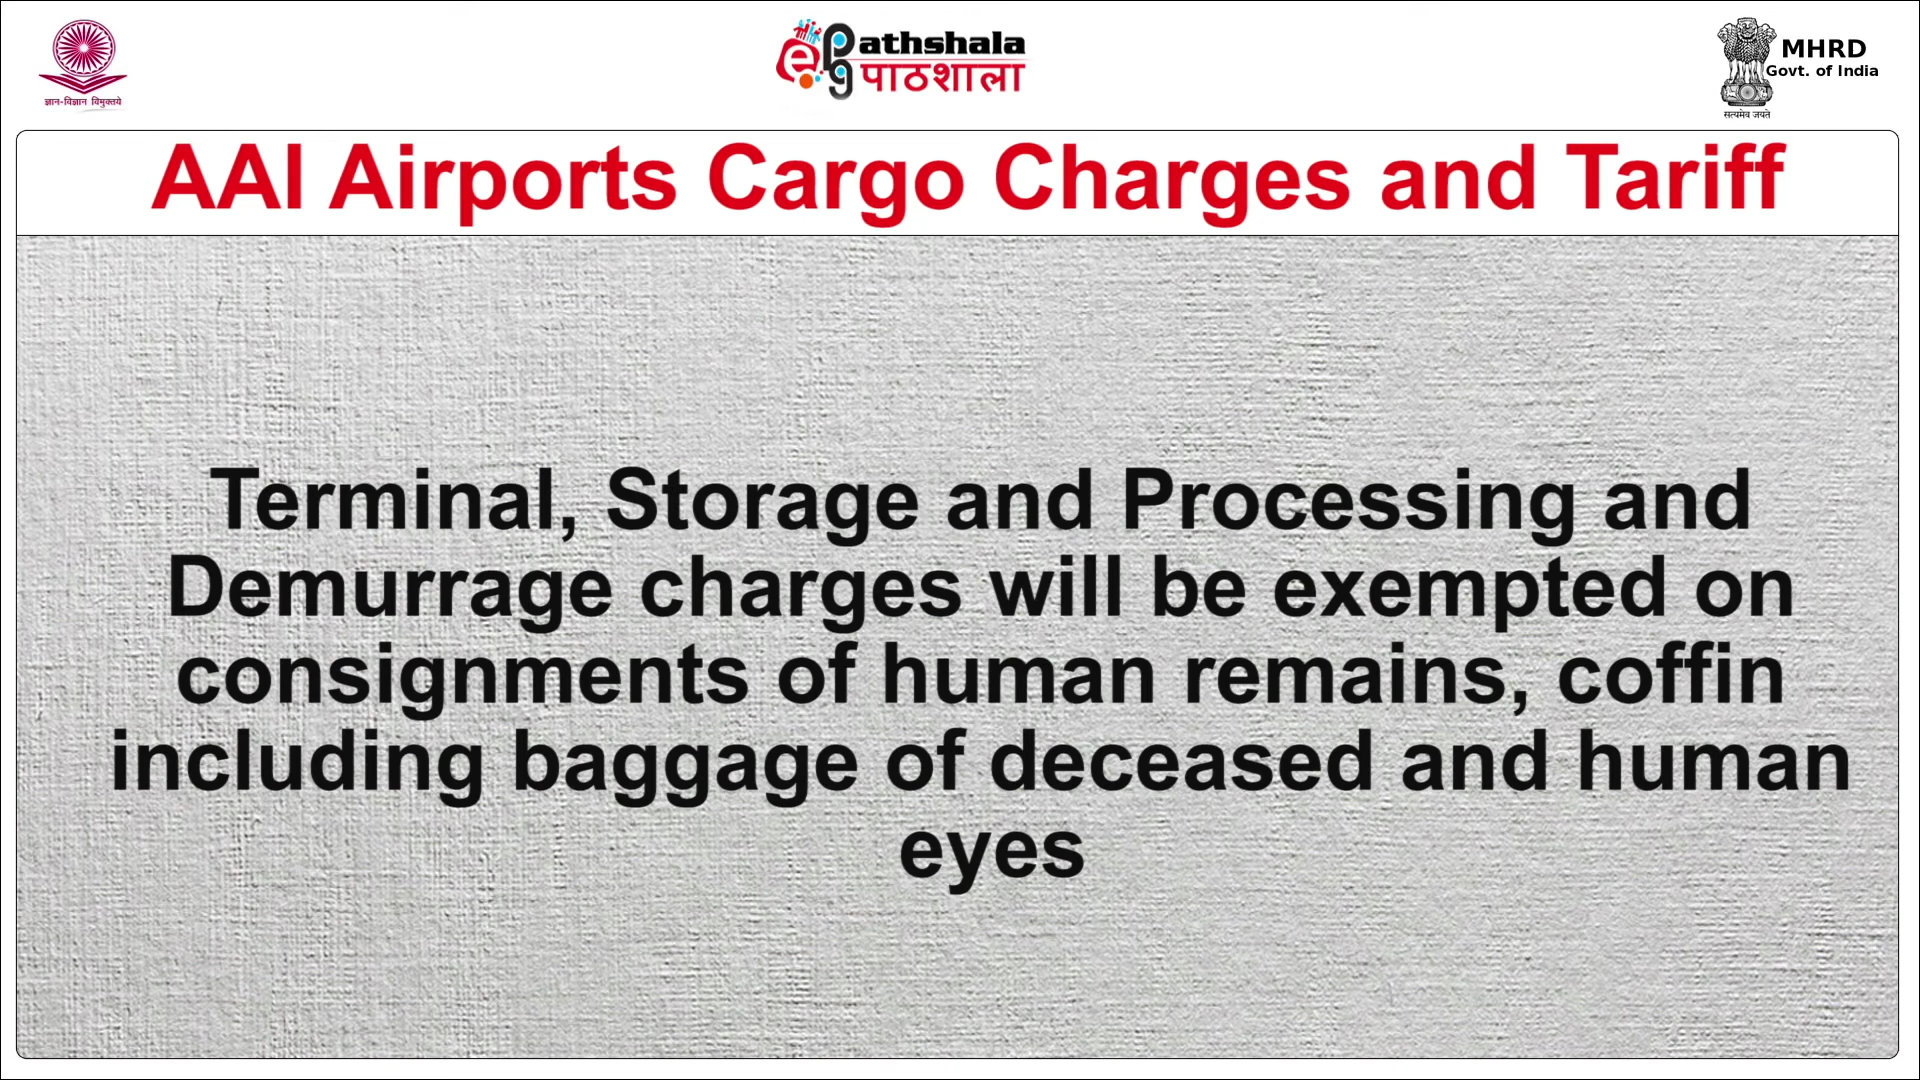 ज्ञान-विज्ञान विमुक्तये
ePG Pathshala
पाठशाला
MHRD
Govt. of India
सत्यमेव जयते
AAI Airports Cargo Charges and Tariff
Terminal, Storage and Processing and
Demurrage charges will be exempted on
consignments of human remains, coffin
including baggage of deceased and human
eyes